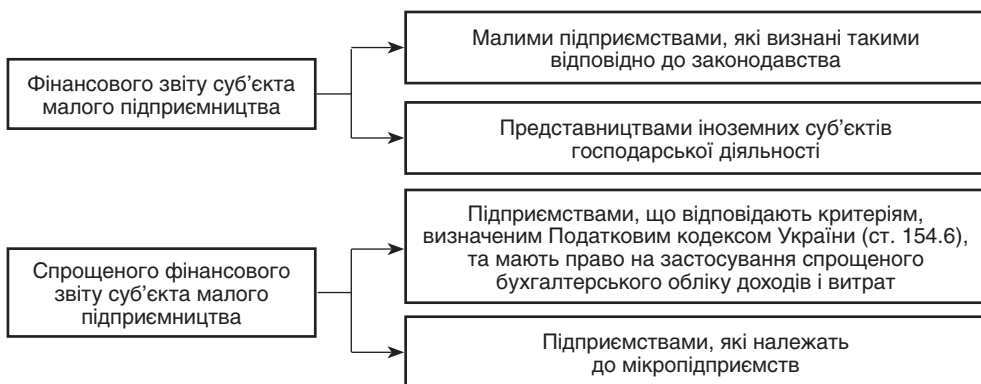 Фінансового звіту суб’єкта
малого підприємництва
Малими підприємствами, які визнані такими
відповідно до законодавства
Представництвами іноземних суб’єктів
господарської діяльності
Спрощеного фінансового
звіту суб’єкта малого
підприємництва
Підприємствами, що відповідають критеріям,
визначеним Податковим кодексом України (ст. 154.6),
та мають право на застосування спрощеного
бухгалтерського обліку доходів і витрат
Підприємствами, які належать
до мікропідприємств